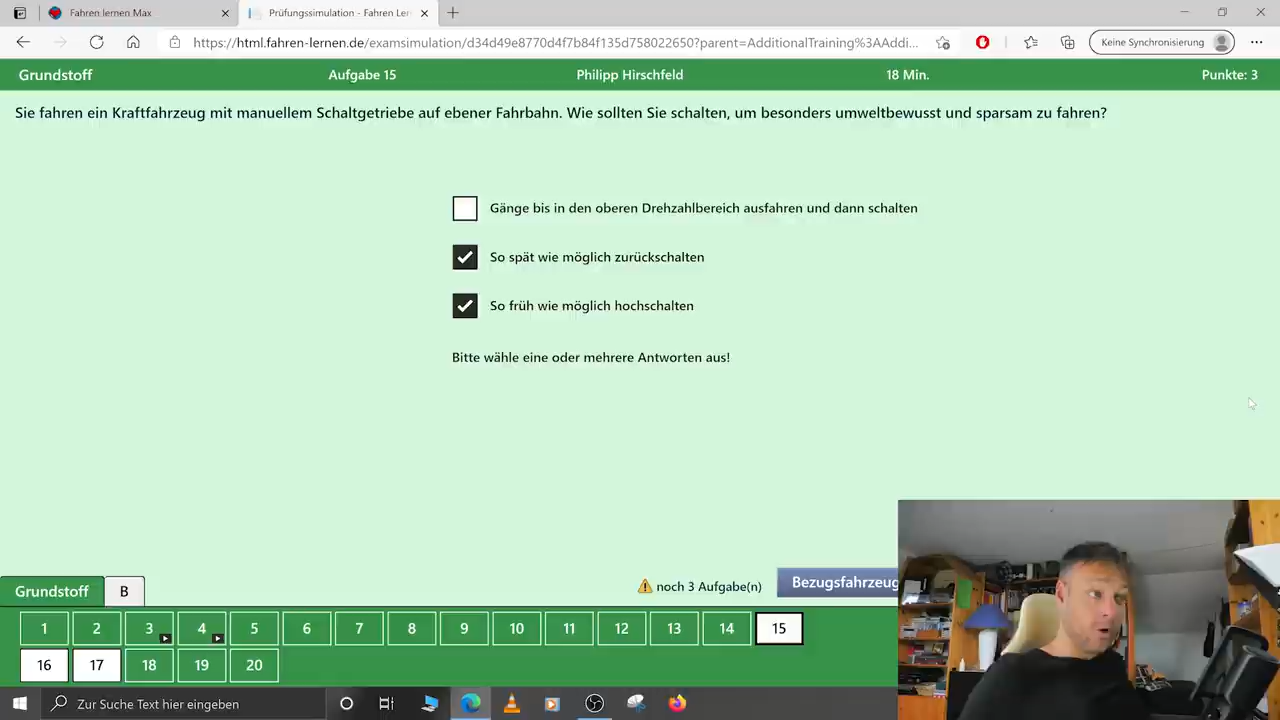 Fahren lernen Max
Prüfungssimulation - Fahren Ler
https://html.fahren-lernen.de/examsimulation/d34d49e8770d4f7b84f135d758022650?parent=AdditionalTraining%3AAddi...
Keine Synchronisierung
Grundstoff
Aufgabe 15
Philipp Hirschfeld
18 Min.
Punkte: 3
Sie fahren ein Kraftfahrzeug mit manuellem Schaltgetriebe auf ebener Fahrbahn. Wie sollten Sie schalten, um besonders umweltbewusst und sparsam zu fahren?
Gänge bis in den oberen Drehzahlbereich ausfahren und dann schalten
So spät wie möglich zurückschalten
So früh wie möglich hochschalten
Bitte wähle eine oder mehrere Antworten aus!
Grundstoff
B
noch 3 Aufgabe(n)
Bezugsfahrzeug
1 2 3 4 5 6 7 8 9 10 11 12 13 14 15
16 17 18 19 20
Zur Suche Text hier eingeben